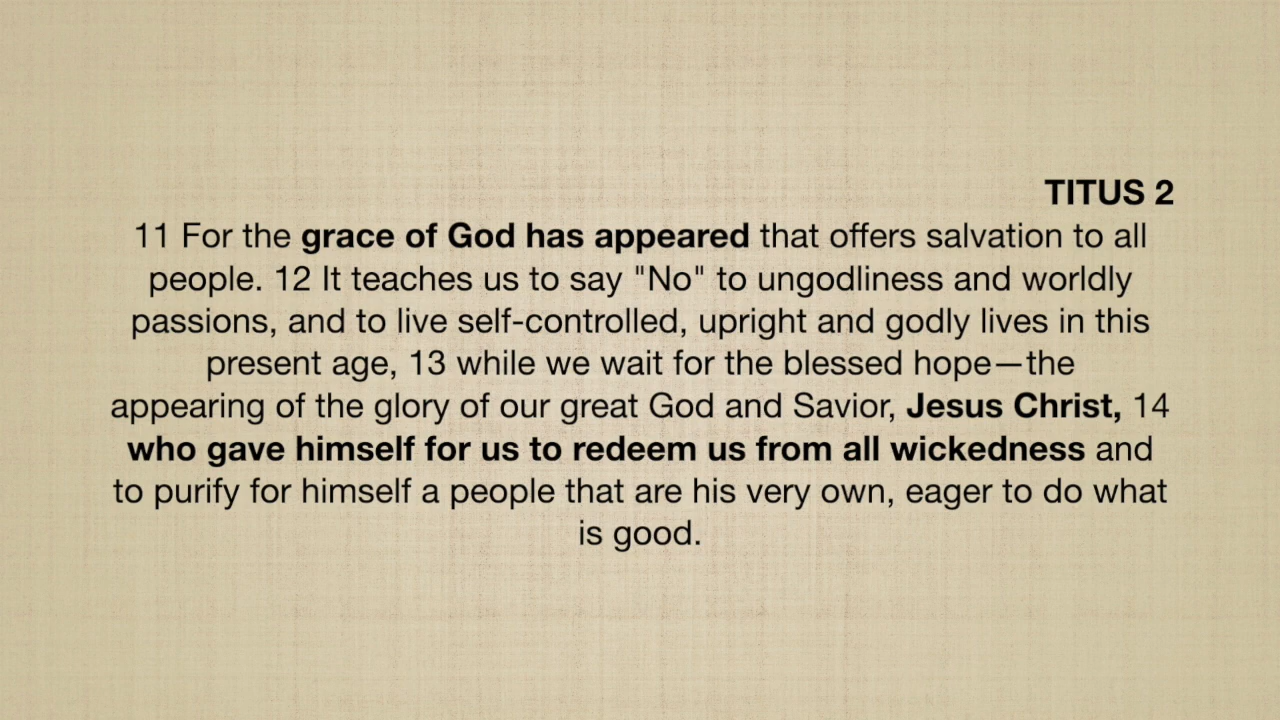 TITUS 2
11 For the grace of God has appeared that offers salvation to all
people. 12 It teaches us to say "No" to ungodliness and worldly
passions, and to live self-controlled, upright and godly lives in this
present age, 13 while we wait for the blessed hope—the
appearing of the glory of our great God and Savior, Jesus Christ, 14
who gave himself for us to redeem us from all wickedness and
to purify for himself a people that are his very own, eager to do what
is good.